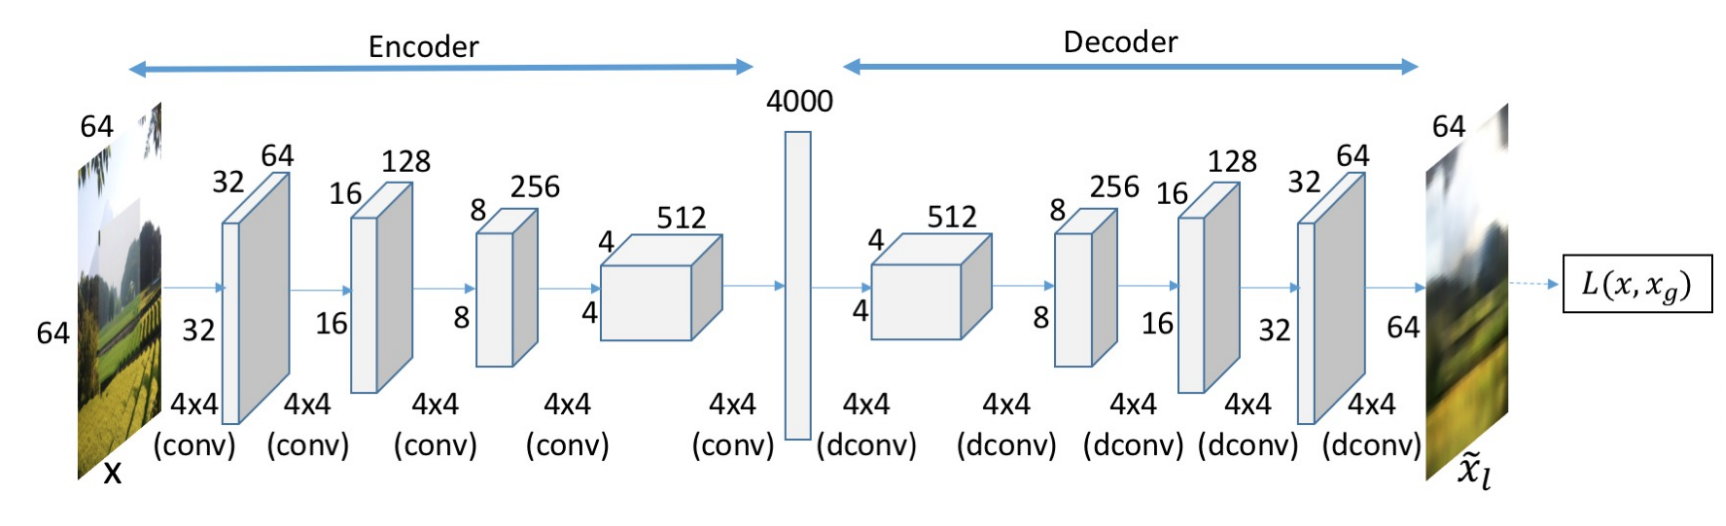 Encoder
Decoder
4000
64
64
32
64
32
16
128
16
8
256
8
4
512
4
4
512
4
8
256
8
16
128
16
32
64
32
64
64
L(x, x_g)
4x4
(conv)
4x4
(conv)
4x4
(conv)
4x4
(conv)
4x4
(conv)
4x4
(dconv)
4x4
(dconv)
4x4
(dconv)
4x4
(dconv)
4x4
(dconv)
x
x̃_l